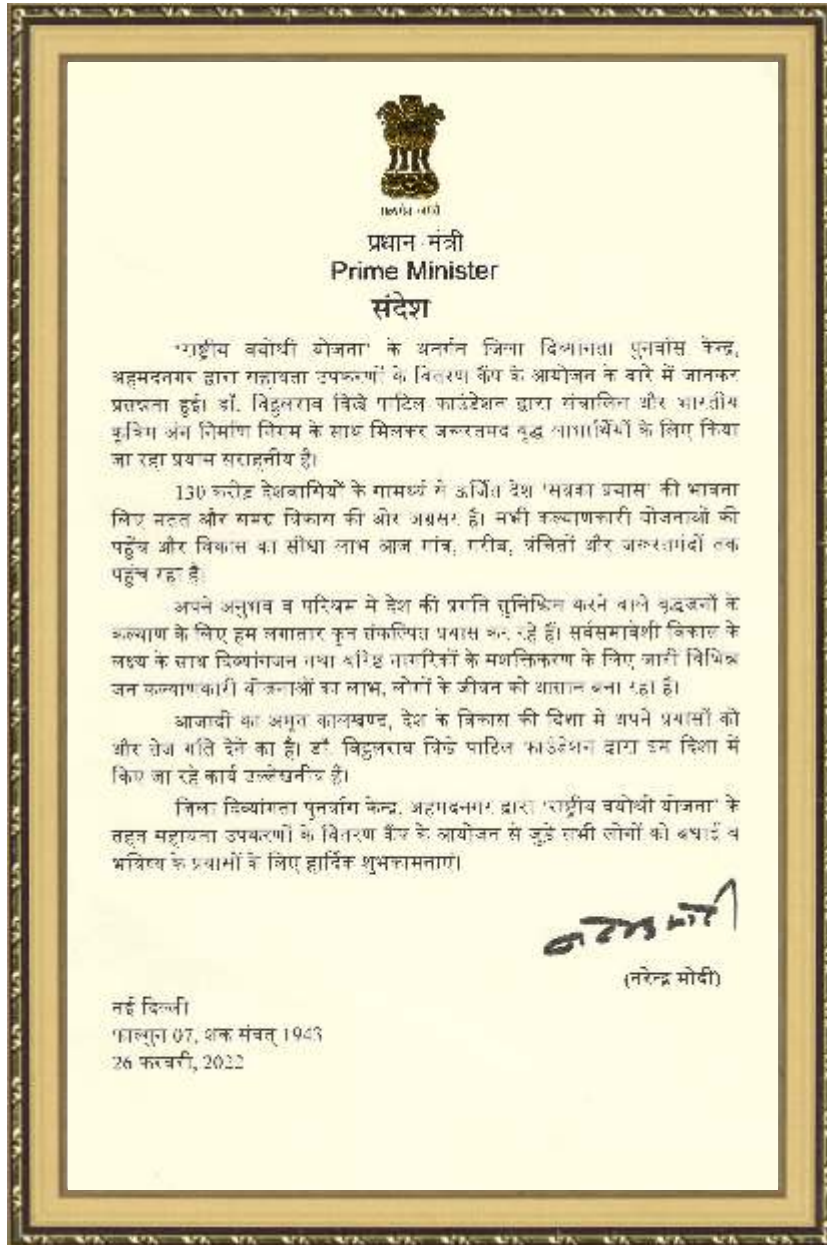 सत्यमेव जयते
प्रधान मंत्री
Prime Minister
संदेश
'राष्ट्रीय वयोश्री योजना' के अन्तर्गत जिला दिव्यांगता पुनर्वास केन्द्र,
अहमदनगर द्वारा सहायता उपकरणों के वितरण कैंप के आयोजन के बारे में जानकर
प्रसन्नता हुई। डॉ. विट्ठलराव विखे पाटिल फाउंडेशन द्वारा संचालित और भारतीय
कृत्रिम अंग निर्माण निगम के साथ मिलकर जरूरतमंद वृद्ध लाभार्थियों के लिए किया
जा रहा प्रयास सराहनीय है।
130 करोड़ देशवासियों के सामर्थ्य से ऊर्जित देश 'सबका प्रयास' की भावना
लिए सतत और समग्र विकास की ओर अग्रसर है। सभी कल्याणकारी योजनाओं की
पहुँच और विकास का सीधा लाभ आज गांव, गरीब, वंचितों और जरूरतमंदों तक
पहुंच रहा है।
अपने अनुभव व परिश्रम से देश की प्रगति सुनिश्चित करने वाले वृद्धजनों के
कल्याण के लिए हम लगातार कृत संकल्पित प्रयास कर रहे हैं। सर्वसमावेशी विकास के
लक्ष्य के साथ दिव्यांगजन तथा वरिष्ठ नागरिकों के सशक्तिकरण के लिए जारी विभिन्न
जन कल्याणकारी योजनाओं का लाभ, लोगों के जीवन को आसान बना रहा है।
आजादी का अमृत कालखण्ड, देश के विकास की दिशा में अपने प्रयासों को
और तेज गति देने का है। डॉ. विट्ठलराव विखे पाटिल फाउंडेशन द्वारा इस दिशा में
किए जा रहे कार्य उल्लेखनीय हैं।
जिला दिव्यांगता पुनर्वास केन्द्र, अहमदनगर द्वारा 'राष्ट्रीय वयोश्री योजना' के
तहत सहायता उपकरणों के वितरण कैंप के आयोजन से जुड़े सभी लोगों को बधाई व
भविष्य के प्रयासों के लिए हार्दिक शुभकामनाएं।
नरेन्द्र मोदी
(नरेन्द्र मोदी)
नई दिल्ली
फाल्गुन 07, शक संवत् 1943
26 फरवरी, 2022